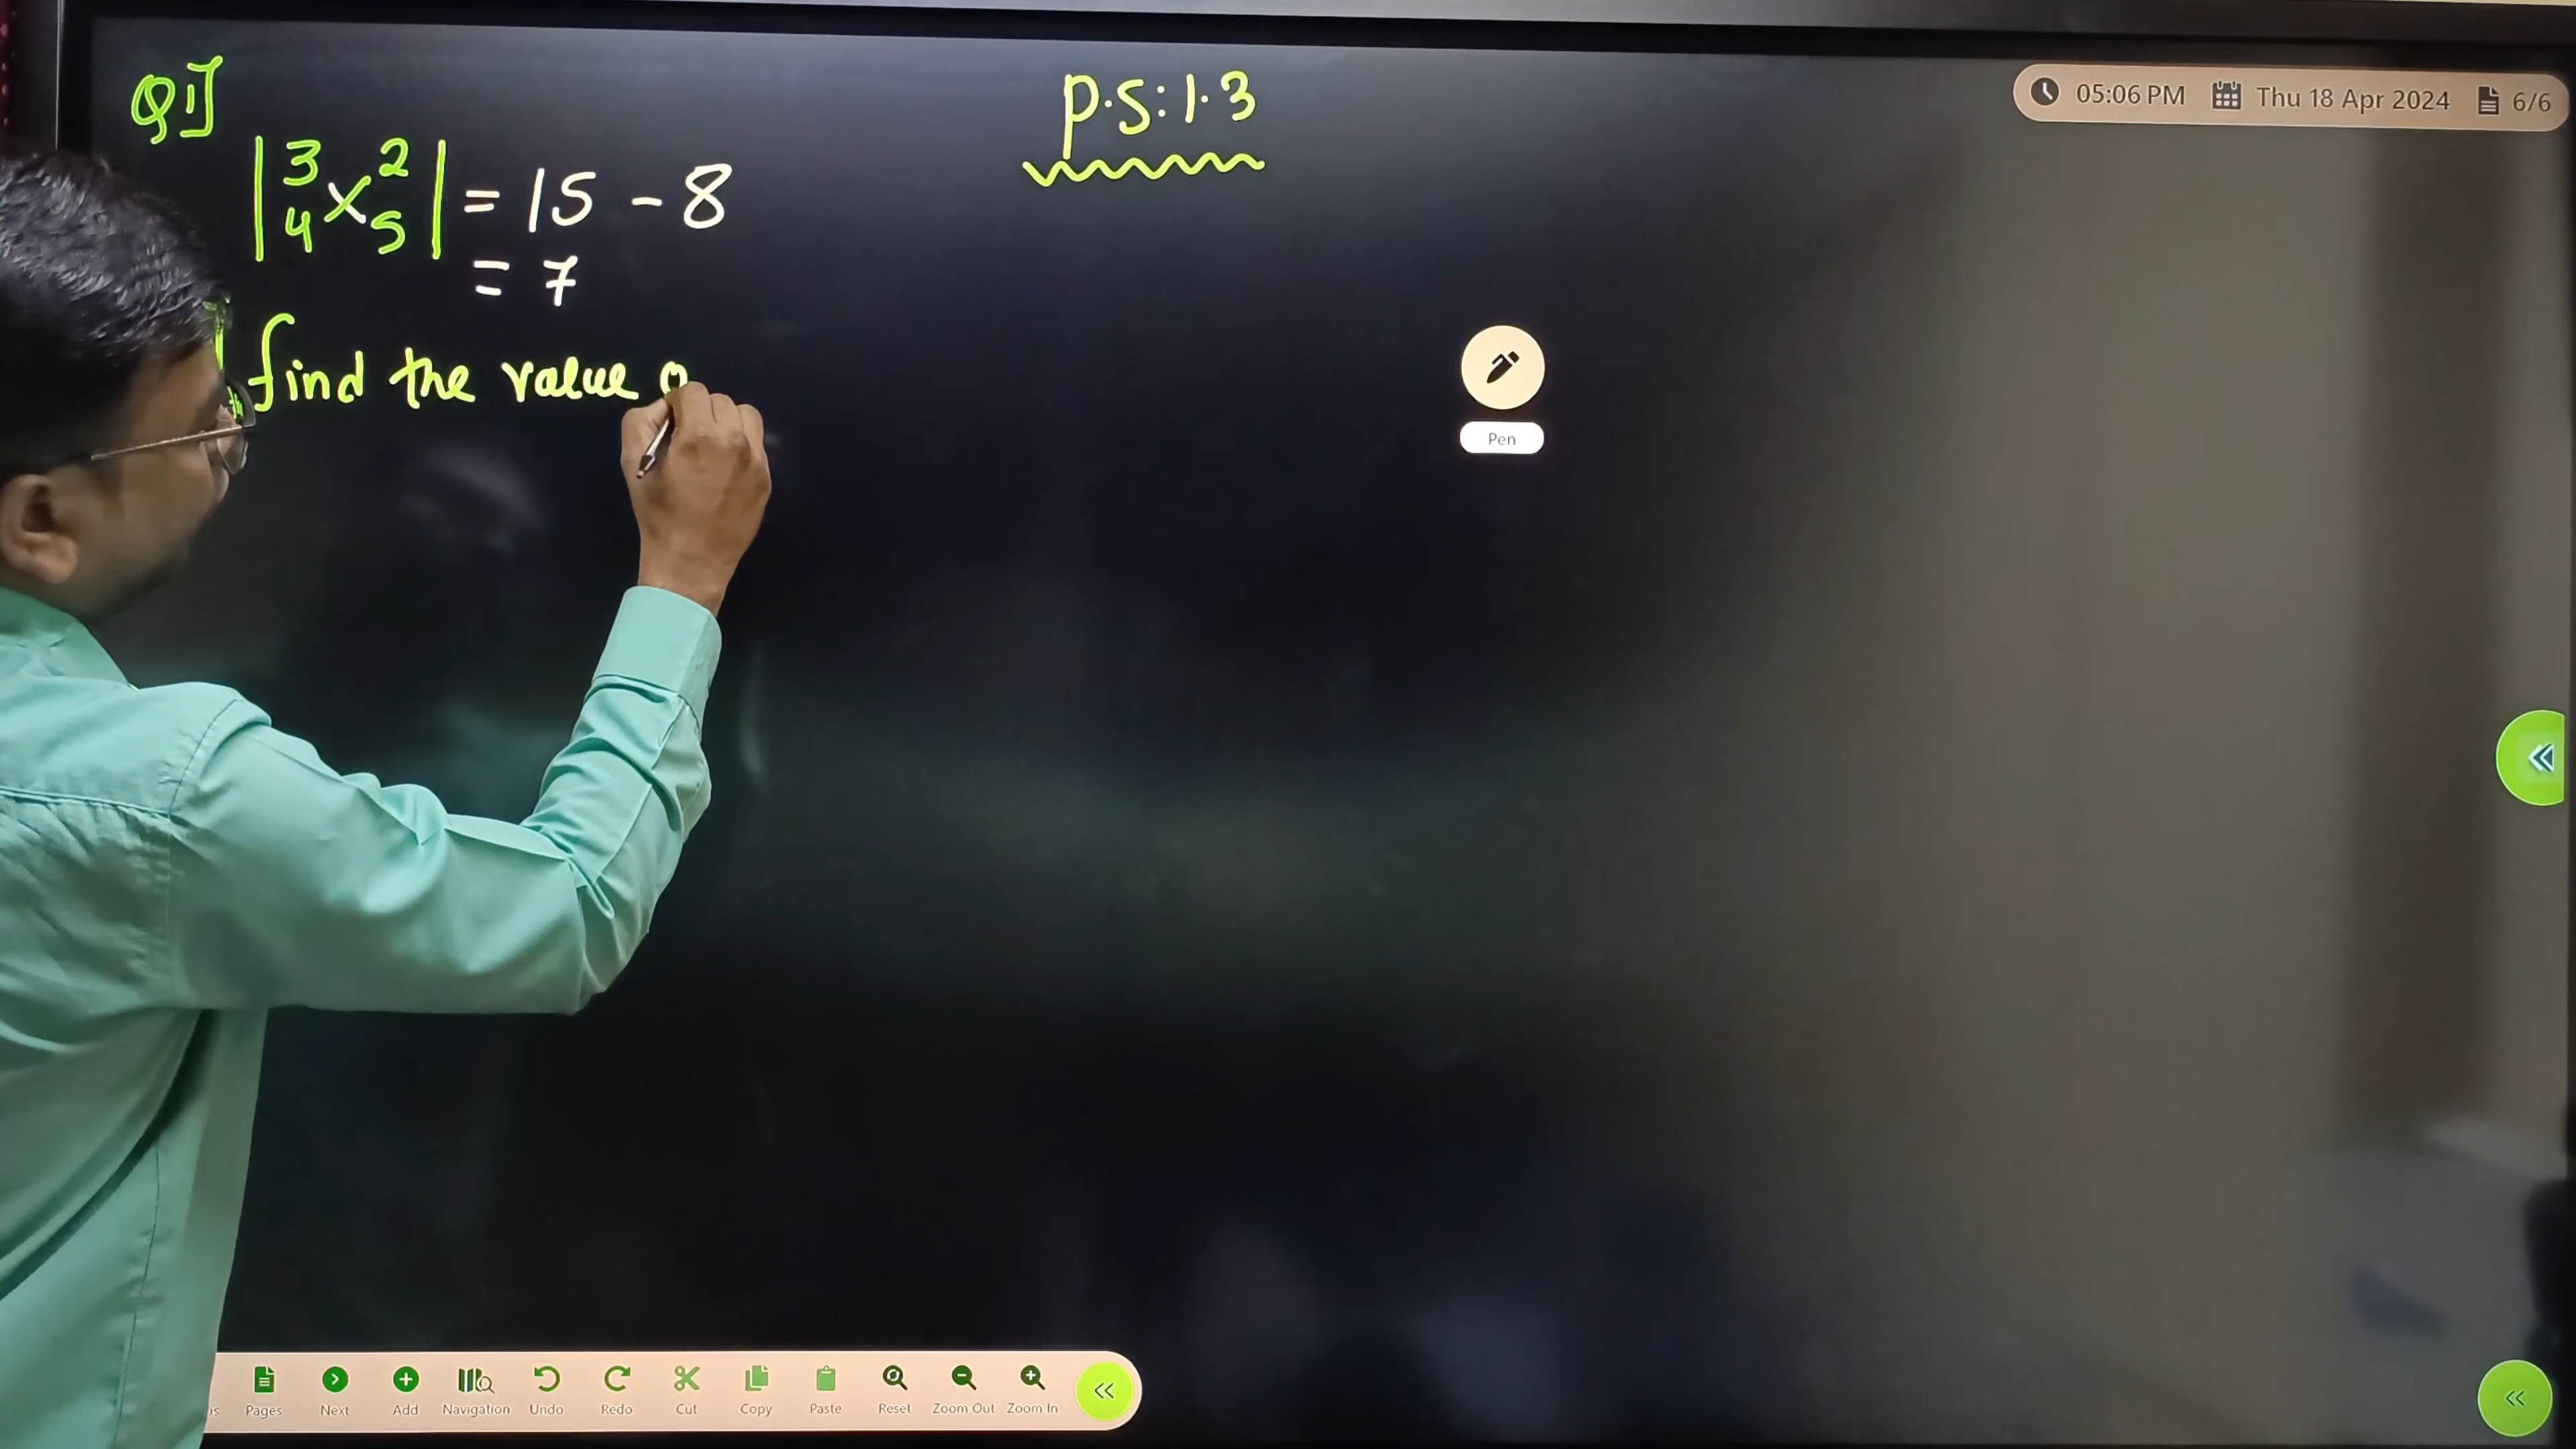 Q1]
P.S: 1.3
05:06 PM Thu 18 Apr 2024 6/6
|3 2|
|4 × 5| = 15 - 8
= 7
find the value
Pen
Pages Next Add Navigation Undo Redo Cut Copy Paste Reset Zoom Out Zoom In